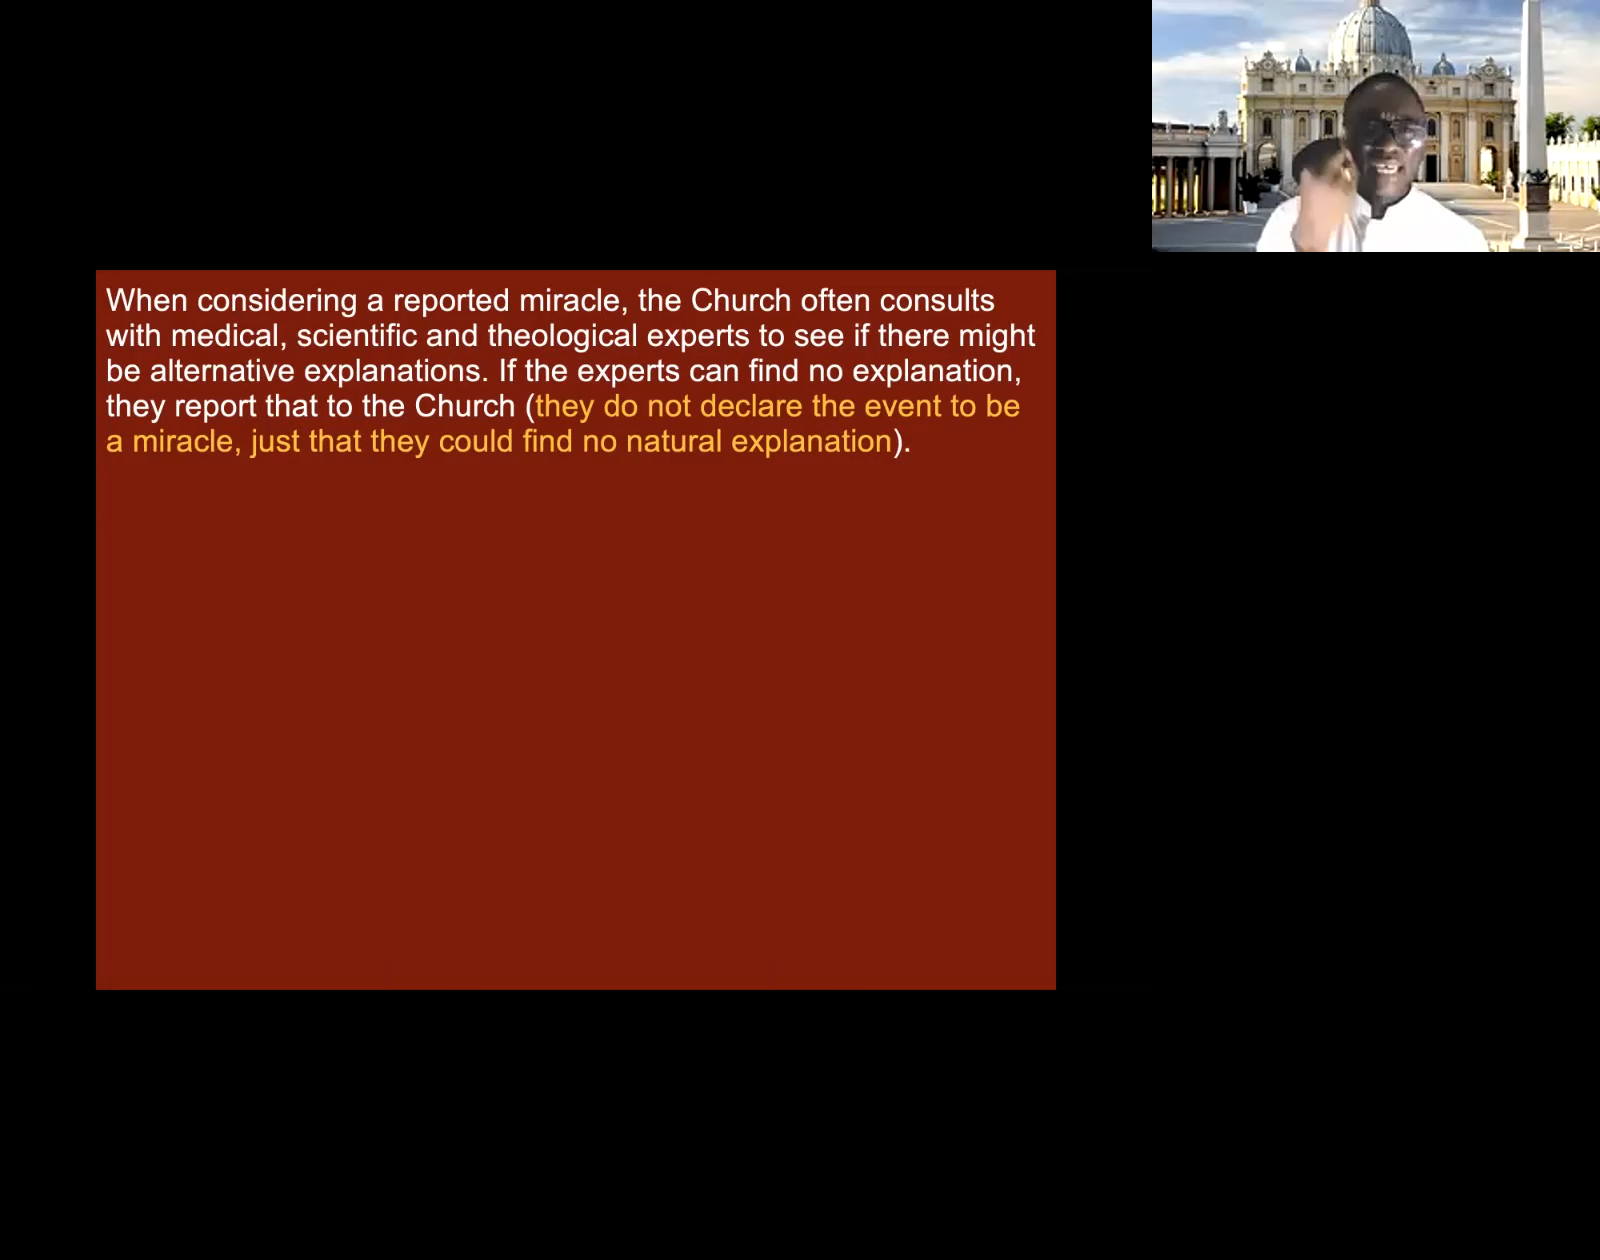 When considering a reported miracle, the Church often consults
with medical, scientific and theological experts to see if there might
be alternative explanations. If the experts can find no explanation,
they report that to the Church (they do not declare the event to be
a miracle, just that they could find no natural explanation).